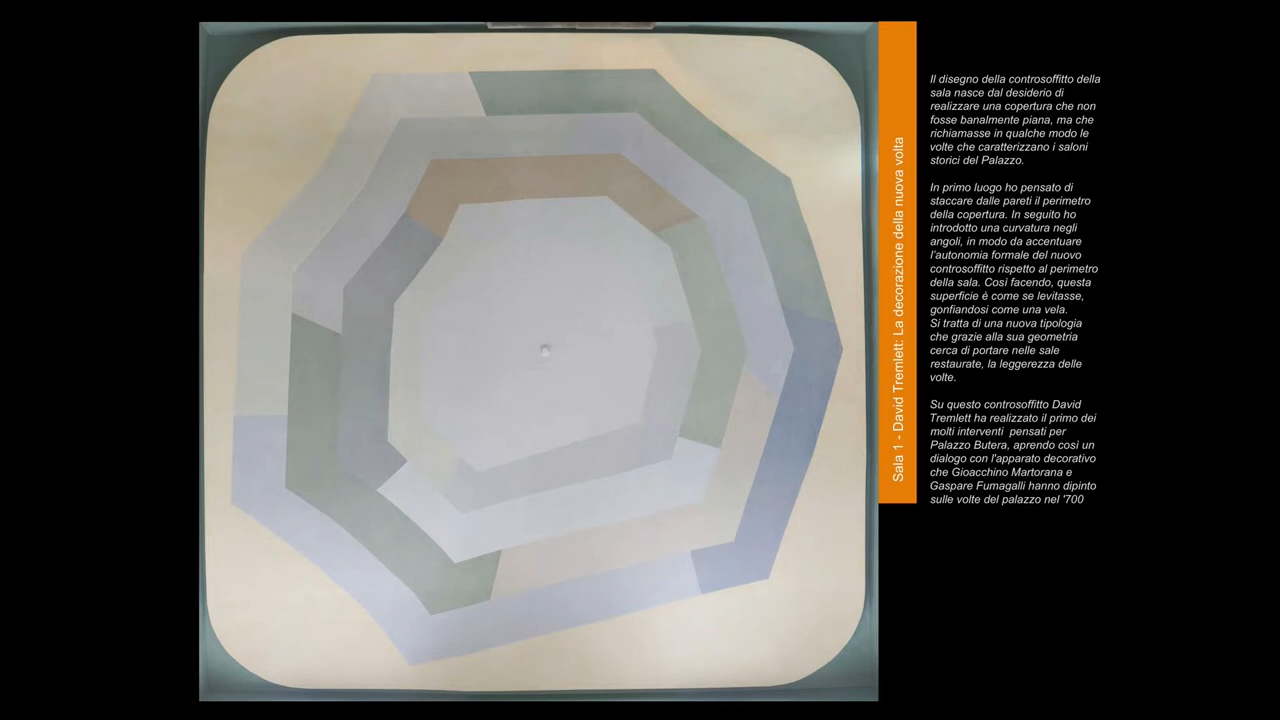 Sala 1 - David Tremlett: La decorazione della nuova volta
Il disegno della controsoffitto della
sala nasce dal desiderio di
realizzare una copertura che non
fosse banalmente piana, ma che
richiamasse in qualche modo le
volte che caratterizzano i saloni
storici del Palazzo.
In primo luogo ho pensato di
staccare dalle pareti il perimetro
della copertura. In seguito ho
introdotto una curvatura negli
angoli, in modo da accentuare
l'autonomia formale del nuovo
controsoffitto rispetto al perimetro
della sala. Così facendo, questa
superficie è come se levitasse,
gonfiandosi come una vela.
Si tratta di una nuova tipologia
che grazie alla sua geometria
cerca di portare nelle sale
restaurate, la leggerezza delle
volte.
Su questo controsoffitto David
Tremlett ha realizzato il primo dei
molti interventi pensati per
Palazzo Butera, aprendo così un
dialogo con l'apparato decorativo
che Gioacchino Martorana e
Gaspare Fumagalli hanno dipinto
sulle volte del palazzo nel '700